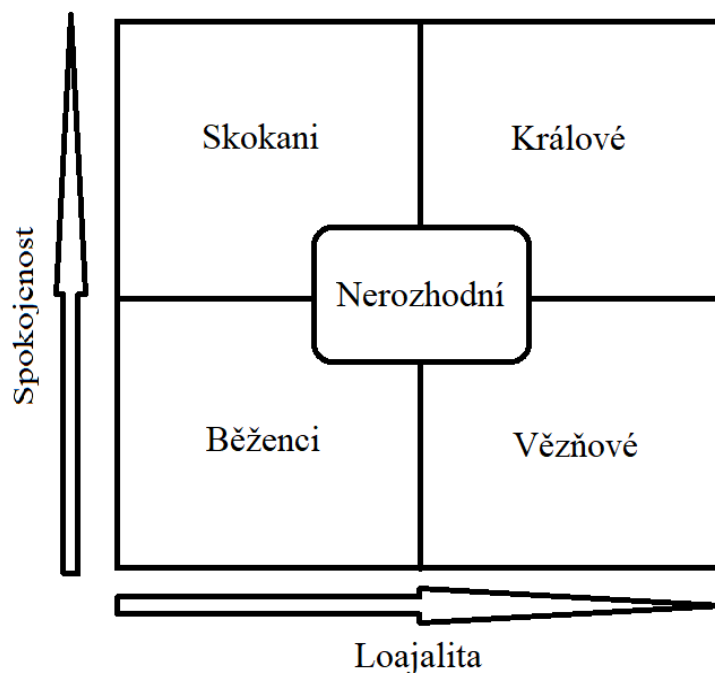 Skokani
Králové
Spokojenost
Nerozhodní
Běženci
Vězňové
Loajalita